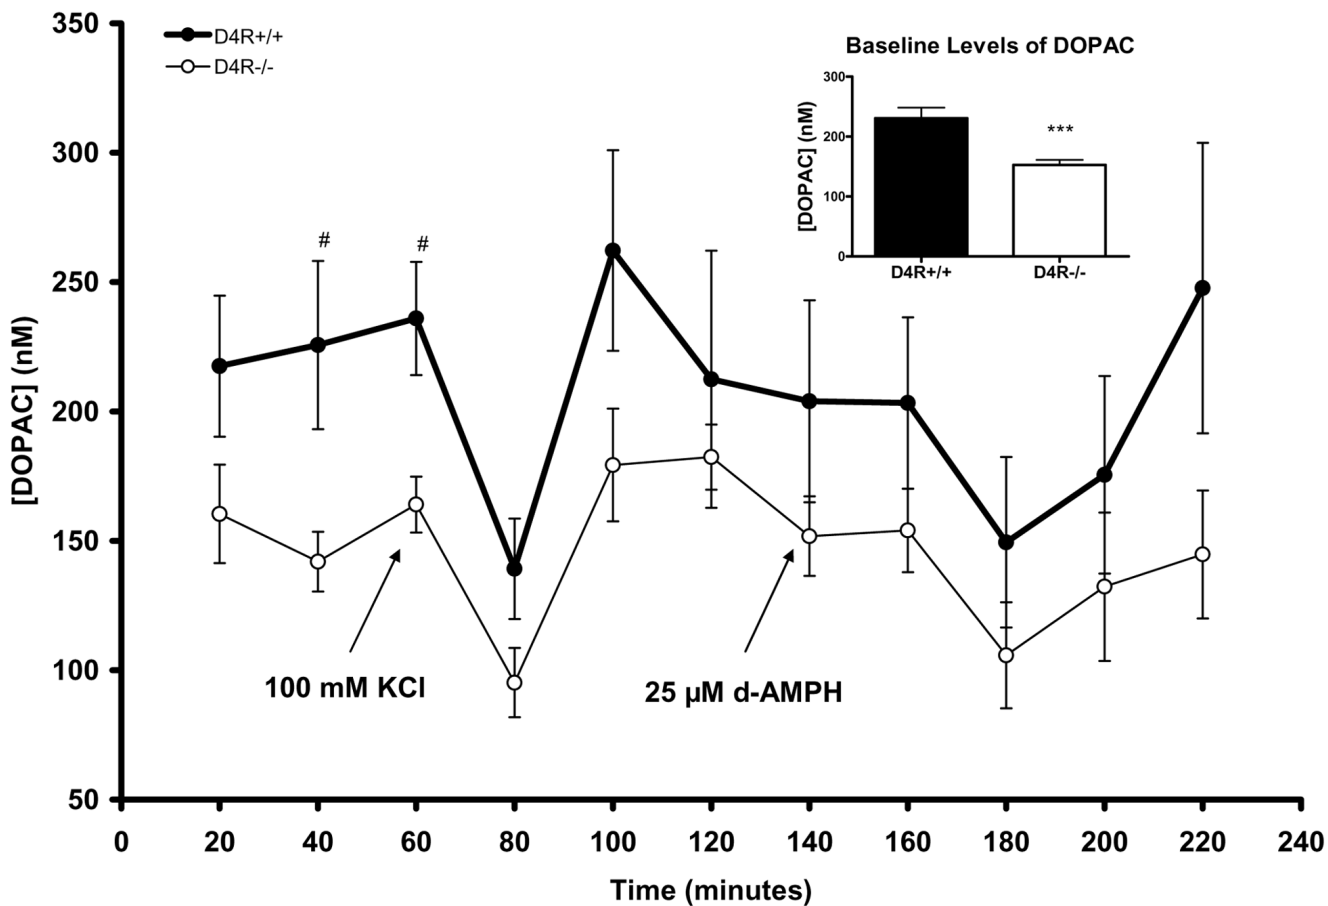 D4R+/+
D4R-/-
Baseline Levels of DOPAC
[DOPAC] (nM)
300
200
100
0
***
D4R+/+ D4R-/-
[DOPAC] (nM)
350
300
250
200
150
100
50
#
#
100 mM KCl
25 µM d-AMPH
0 20 40 60 80 100 120 140 160 180 200 220 240
Time (minutes)